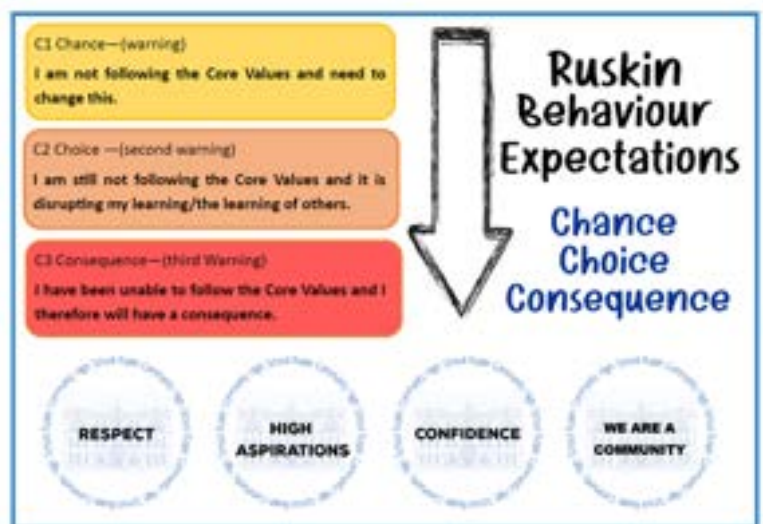 C1 Chance—(warning)
I am not following the Core Values and need to
change this.
C2 Choice —(second warning)
I am still not following the Core Values and it is
disrupting my learning/the learning of others.
C3 Consequence—(third Warning)
I have been unable to follow the Core Values and I
therefore will have a consequence.
Ruskin
Behaviour
Expectations
Chance
Choice
Consequence
RESPECT
HIGH
ASPIRATIONS
CONFIDENCE
WE ARE A
COMMUNITY